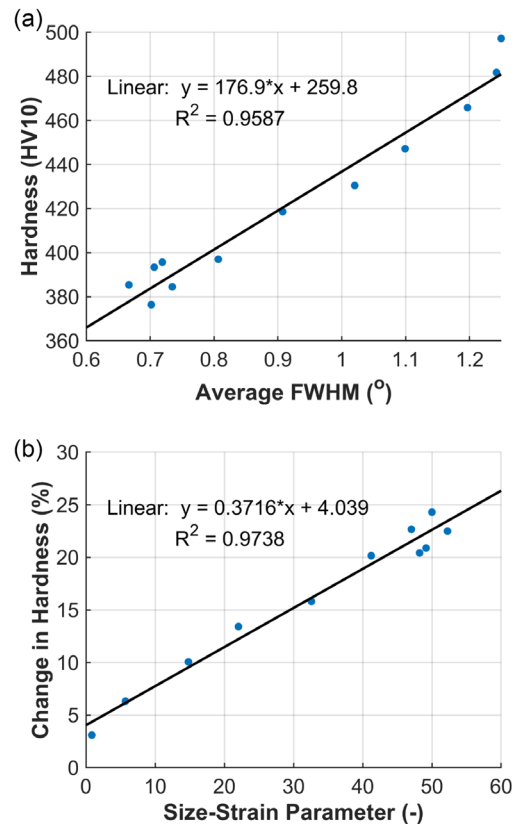 (a)
500
480
460
440
420
400
380
360
Hardness (HV10)
Linear: y = 176.9*x + 259.8
R² = 0.9587
0.6 0.7 0.8 0.9 1 1.1 1.2
Average FWHM (º)
(b)
30
25
20
15
10
5
0
Change in Hardness (%)
Linear: y = 0.3716*x + 4.039
R² = 0.9738
0 10 20 30 40 50 60
Size-Strain Parameter (-)